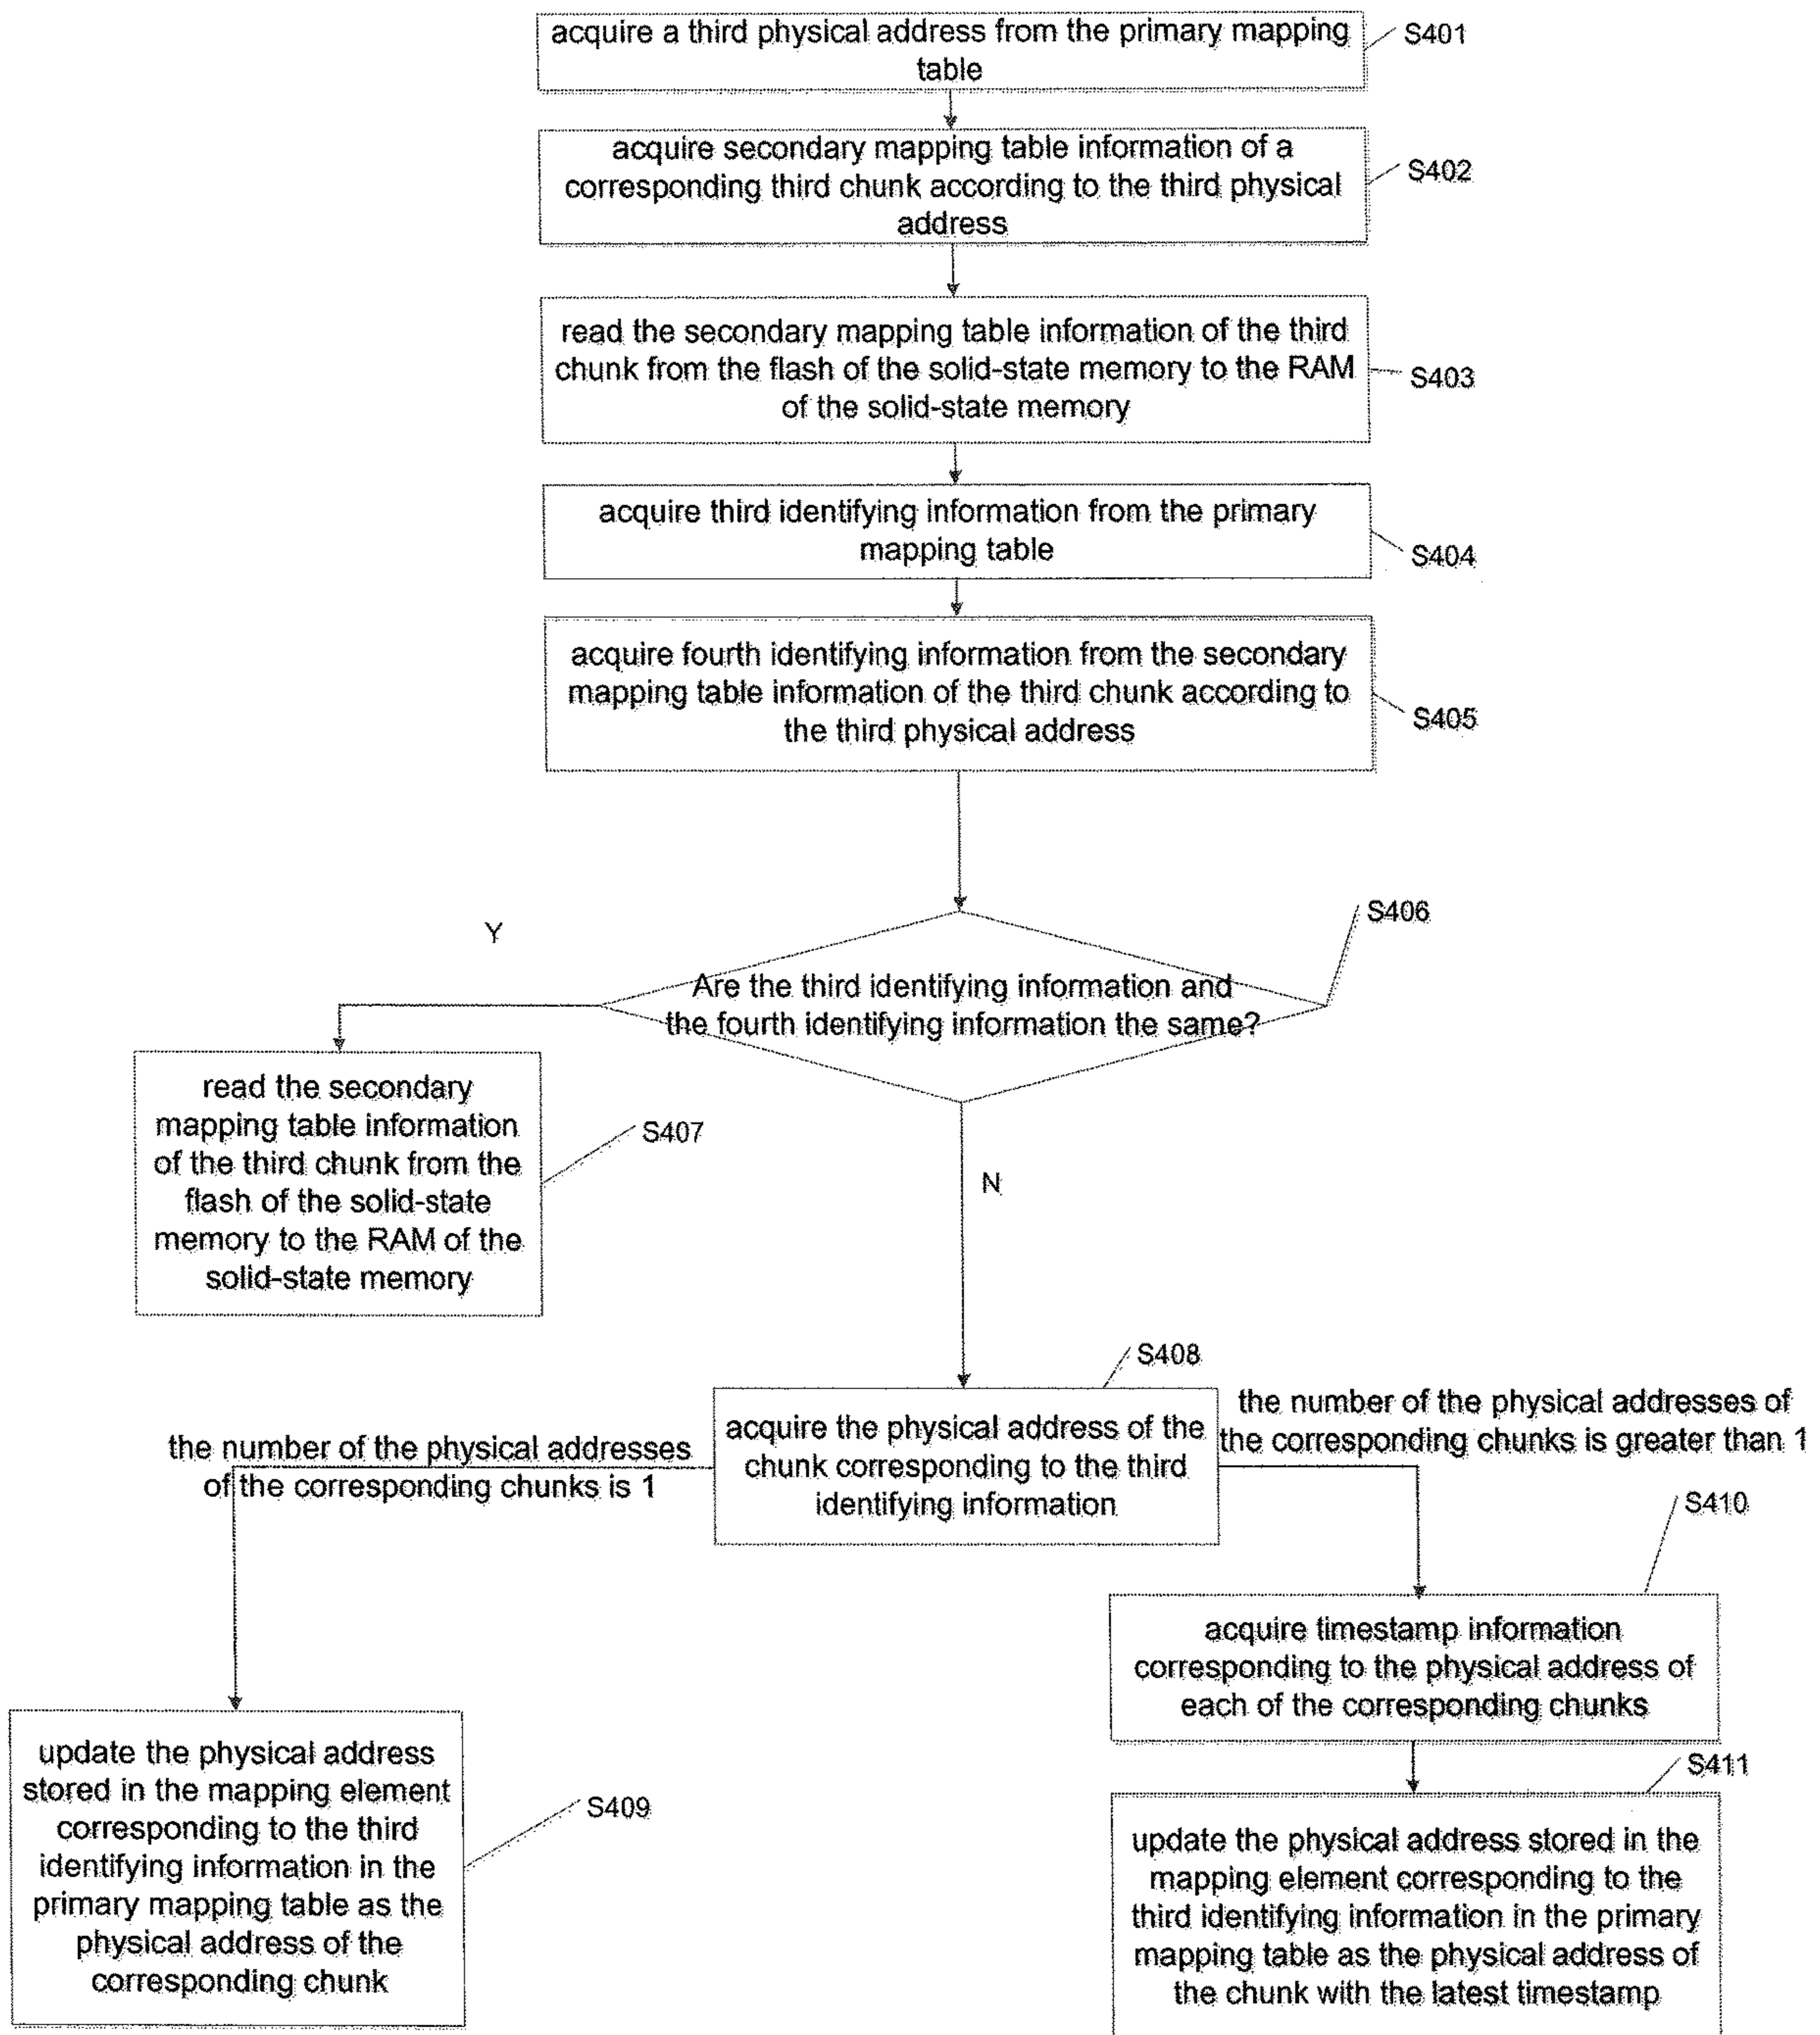 acquire a third physical address from the primary mapping
table
S401
acquire secondary mapping table information of a
corresponding third chunk according to the third physical
address
S402
read the secondary mapping table information of the third
chunk from the flash of the solid-state memory to the RAM
of the solid-state memory
S403
acquire third identifying information from the primary
mapping table
S404
acquire fourth identifying information from the secondary
mapping table information of the third chunk according to
the third physical address
S405
S406
Y
Are the third identifying information and
the fourth identifying information the same?
read the secondary
mapping table information
of the third chunk from the
flash of the solid-state
memory to the RAM of the
solid-state memory
S407
N
S408
acquire the physical address of the
chunk corresponding to the third
identifying information
the number of the physical addresses
of the corresponding chunks is 1
the number of the physical addresses of
the corresponding chunks is greater than 1
S410
acquire timestamp information
corresponding to the physical address of
each of the corresponding chunks
update the physical address
stored in the mapping element
corresponding to the third
identifying information in the
primary mapping table as the
physical address of the
corresponding chunk
S409
S411
update the physical address stored in the
mapping element corresponding to the
third identifying information in the primary
mapping table as the physical address of
the chunk with the latest timestamp